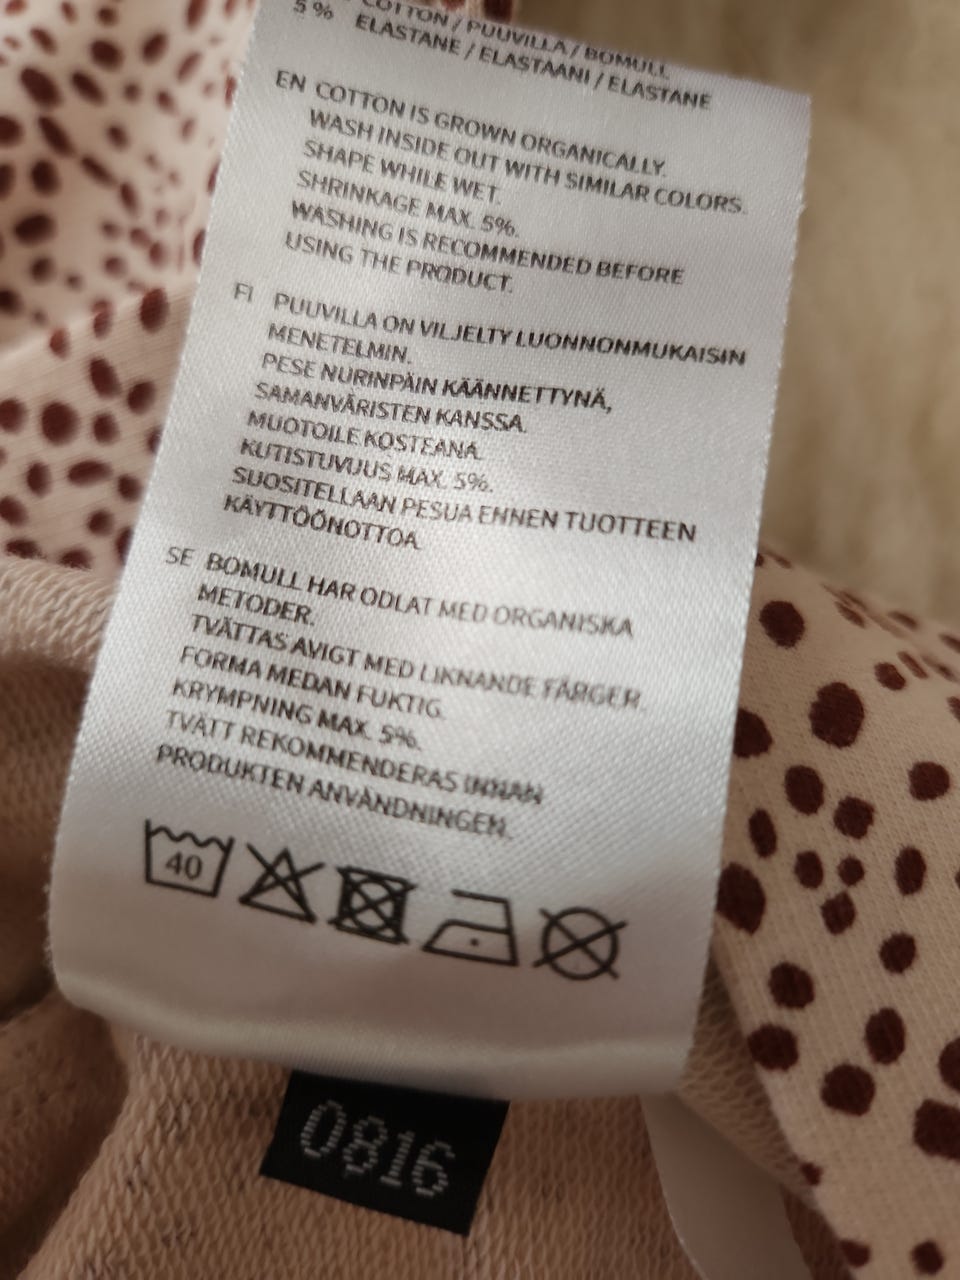 COTTON / PUUVILLA / BOMULL
5 % ELASTANE / ELASTAANI / ELASTANE
EN COTTON IS GROWN ORGANICALLY.
WASH INSIDE OUT WITH SIMILAR COLORS.
SHAPE WHILE WET.
SHRINKAGE MAX. 5%.
WASHING IS RECOMMENDED BEFORE
USING THE PRODUCT.
FI PUUVILLA ON VILJELTY LUONNONMUKAISIN
MENETELMIN.
PESE NURINPÄIN KÄÄNNETTYNÄ,
SAMANVÄRISTEN KANSSA.
MUOTOILE KOSTEANA.
KUTISTUVUUS MAX. 5%.
SUOSITELLAAN PESUA ENNEN TUOTTEEN
KÄYTTÖÖNOTTOA.
SE BOMULL HAR ODLAT MED ORGANISKA
METODER.
TVÄTTAS AVIGT MED LIKNANDE FÄRGER.
FORMA MEDAN FUKTIG.
KRYMPNING MAX. 5%.
TVÄTT REKOMMENDERAS INNAN
PRODUKTEN ANVÄNDNINGEN.
40
0816